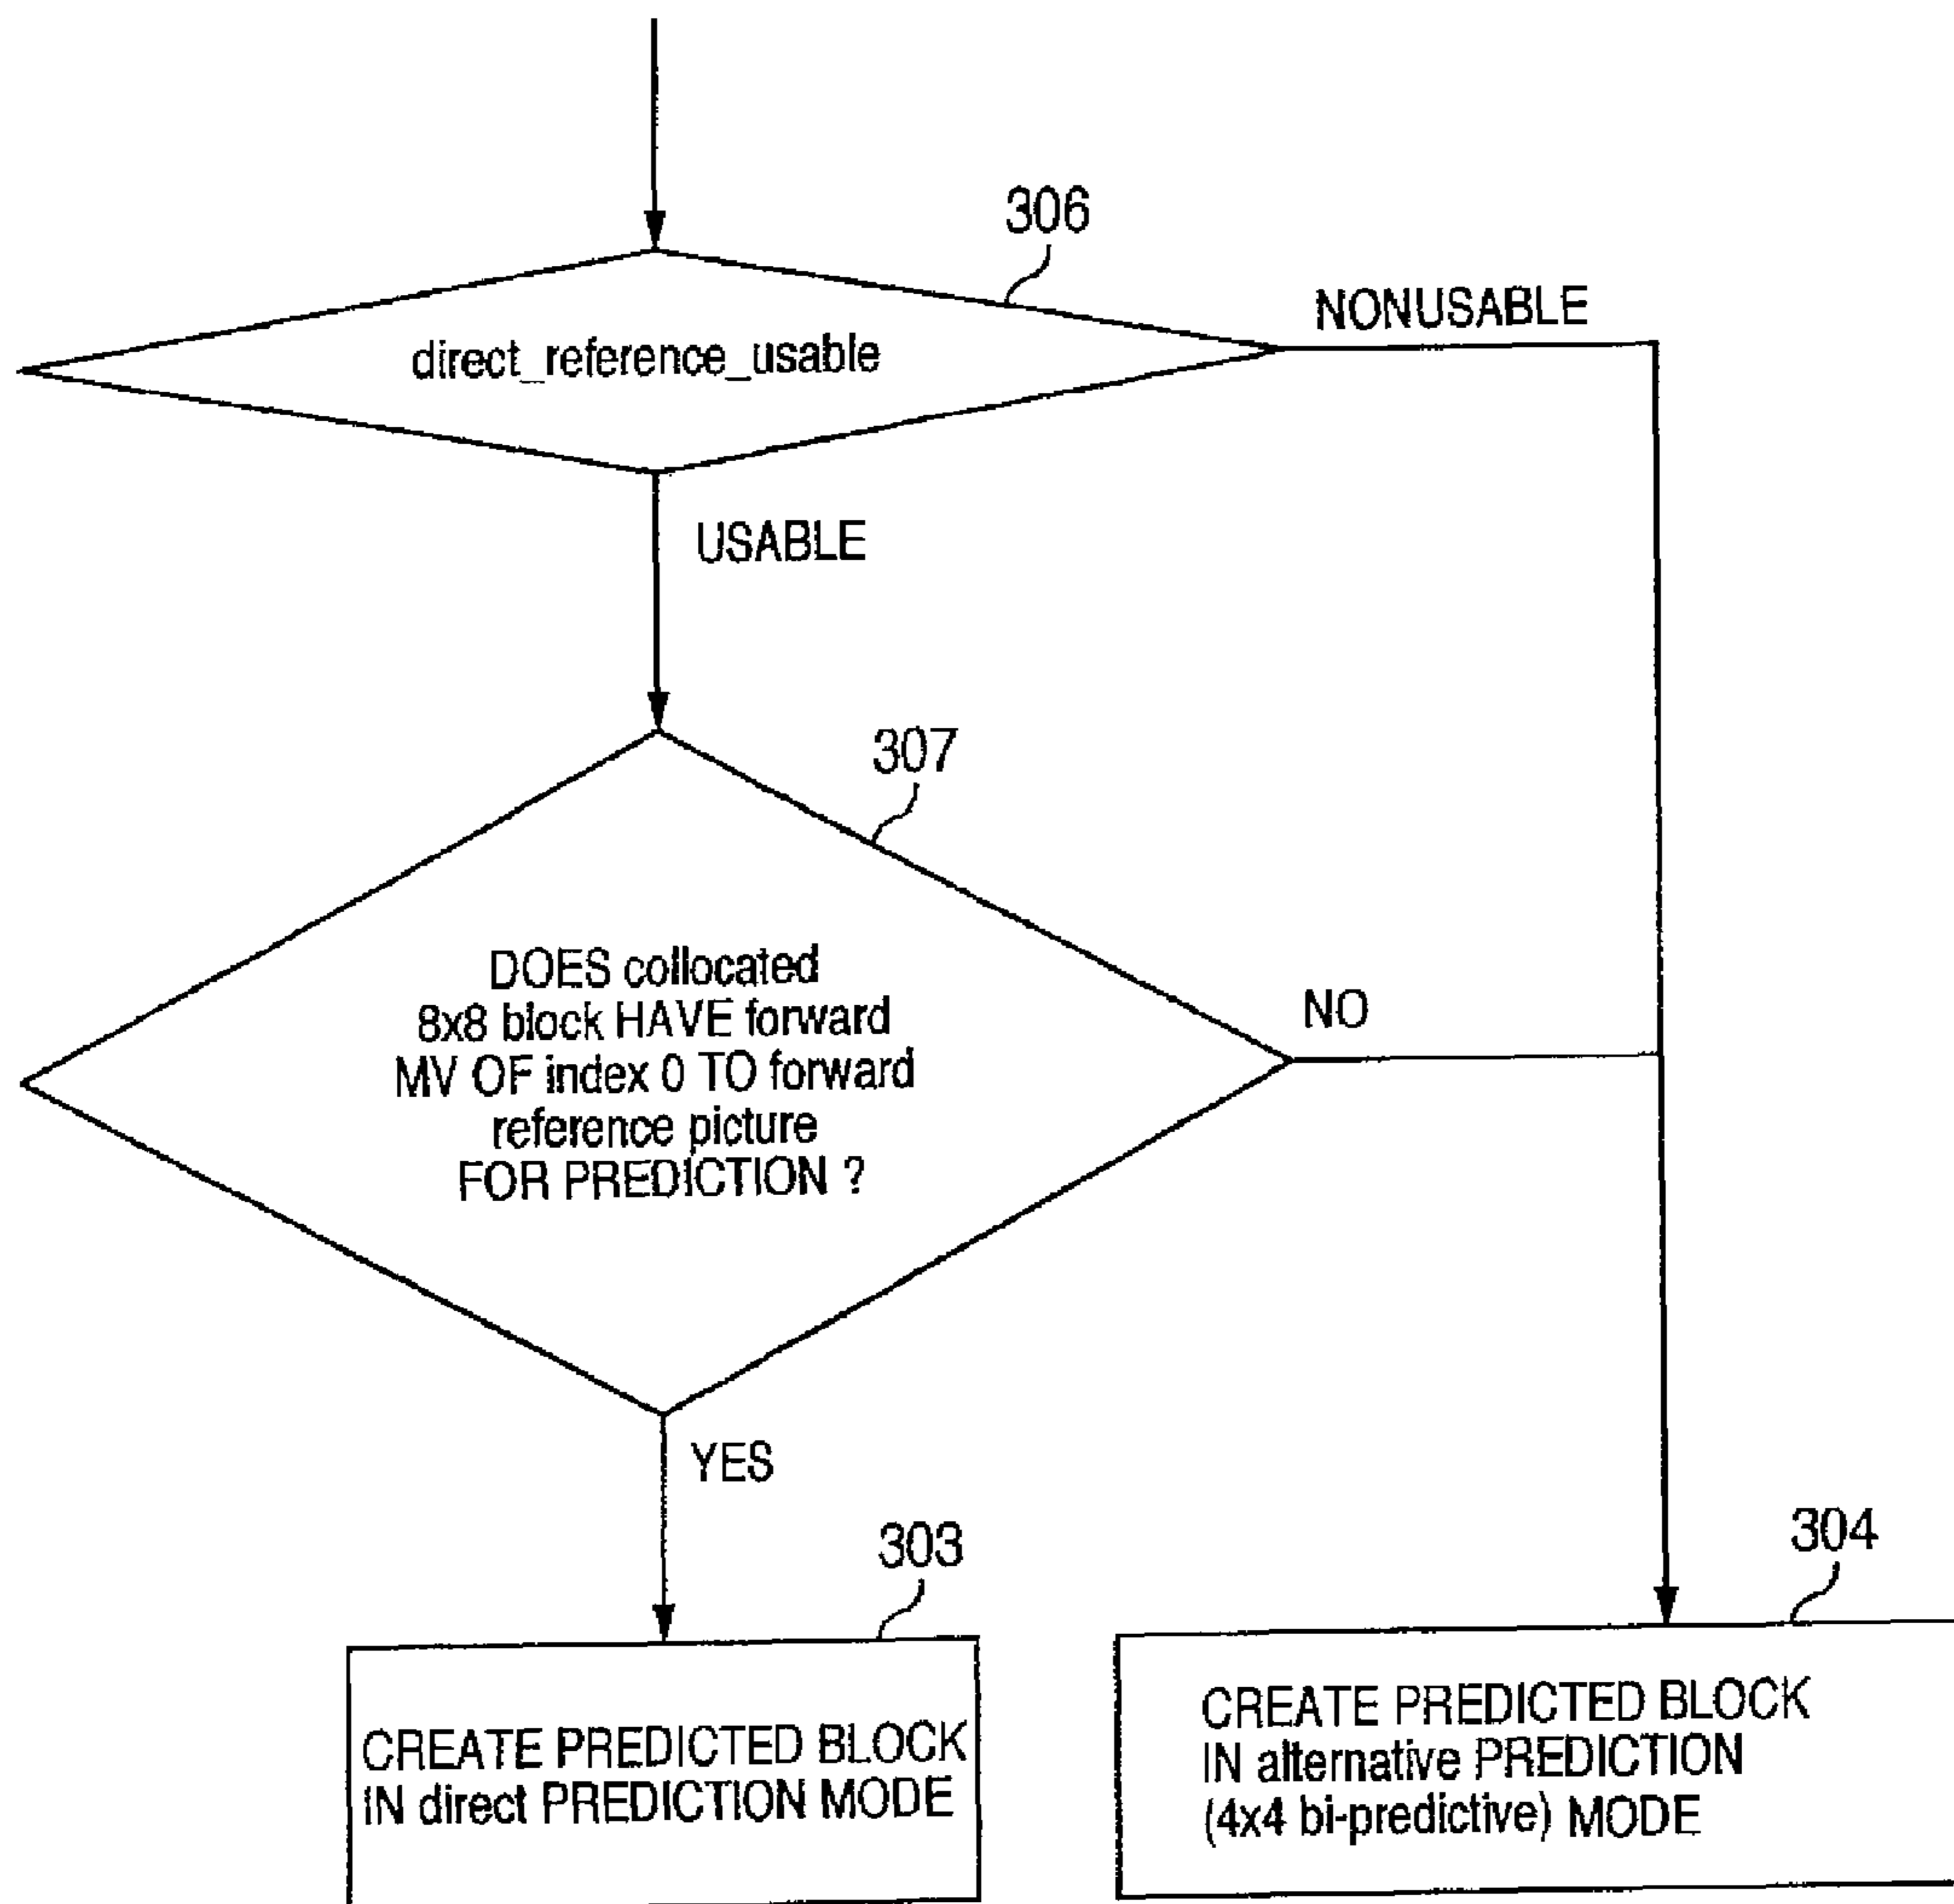 306
NONUSABLE
direct_reference_usable
USABLE
307
DOES collocated
8x8 block HAVE forward
MV OF index 0 TO forward
reference picture
FOR PREDICTION ?
NO
YES
303
304
CREATE PREDICTED BLOCK
IN direct PREDICTION MODE
CREATE PREDICTED BLOCK
IN alternative PREDICTION
(4x4 bi-predictive) MODE